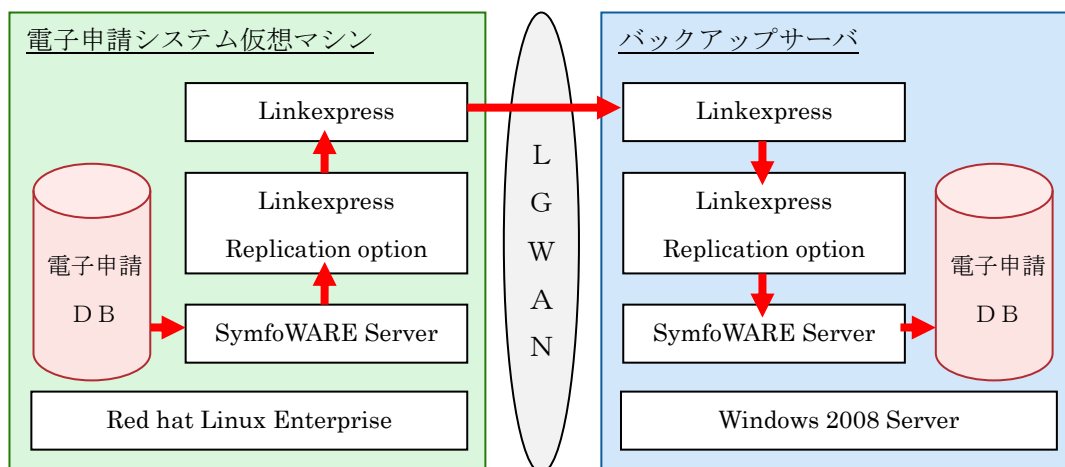 電子申請システム仮想マシン
Linkexpress
Linkexpress
Replication option
電子申請
ＤＢ
SymfoWARE Server
Red hat Linux Enterprise
Ｌ
Ｇ
Ｗ
Ａ
Ｎ
バックアップサーバ
Linkexpress
Linkexpress
Replication option
SymfoWARE Server
電子申請
ＤＢ
Windows 2008 Server